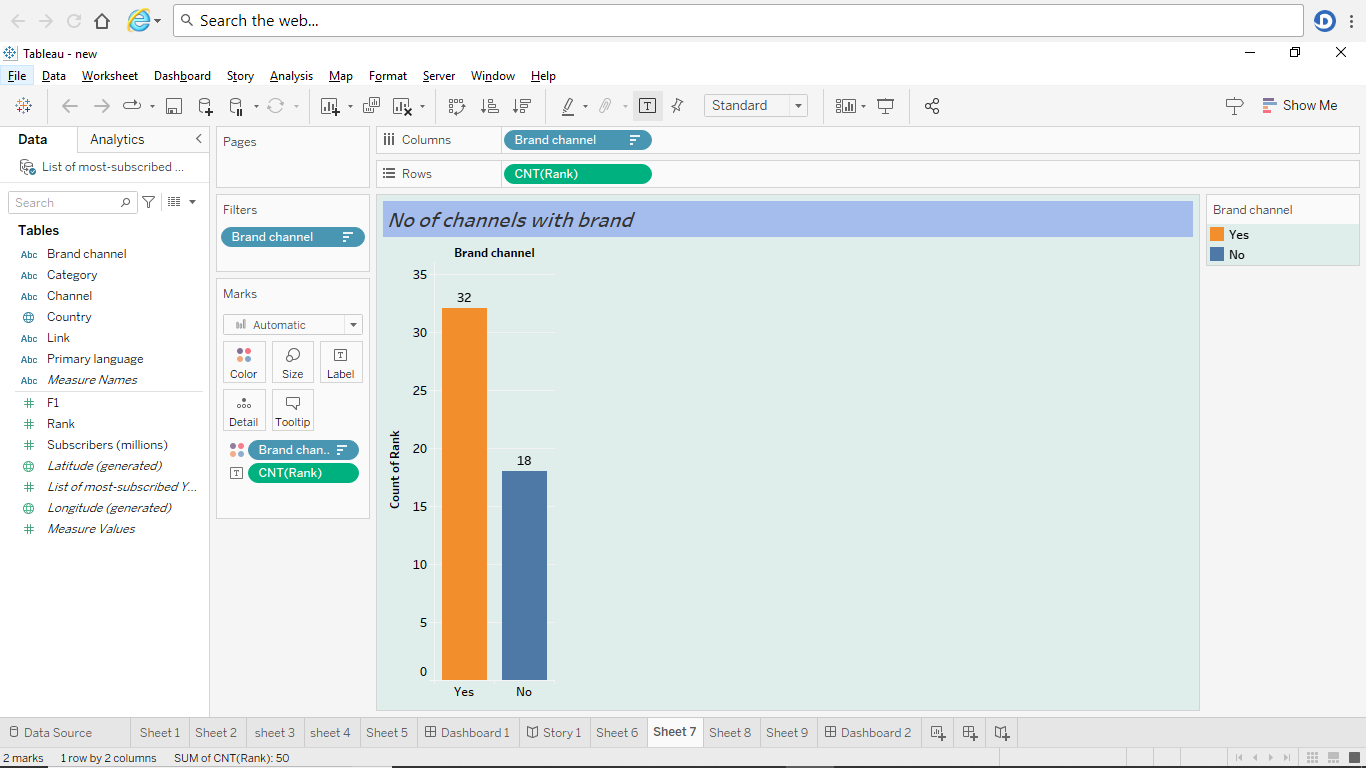 Search the web...
Tableau - new
File Data Worksheet Dashboard Story Analysis Map Format Server Window Help
Standard
Show Me
Data Analytics
List of most-subscribed ...
Search
Tables
Abc Brand channel
Abc Category
Abc Channel
Country
Abc Link
Abc Primary language
Abc Measure Names
F1
Rank
Subscribers (millions)
Latitude (generated)
List of most-subscribed Y...
Longitude (generated)
Measure Values
Pages
Filters
Brand channel
Marks
Automatic
Color Size Label
Detail Tooltip
Brand chan..
CNT(Rank)
Columns Brand channel
Rows CNT(Rank)
No of channels with brand
Brand channel
35
32
30
25
20
18
15
10
5
0
Count of Rank
Yes No
Brand channel
Yes
No
Data Source Sheet 1 Sheet 2 sheet 3 sheet 4 Sheet 5 Dashboard 1 Story 1 Sheet 6 Sheet 7 Sheet 8 Sheet 9 Dashboard 2
2 marks 1 row by 2 columns SUM of CNT(Rank): 50